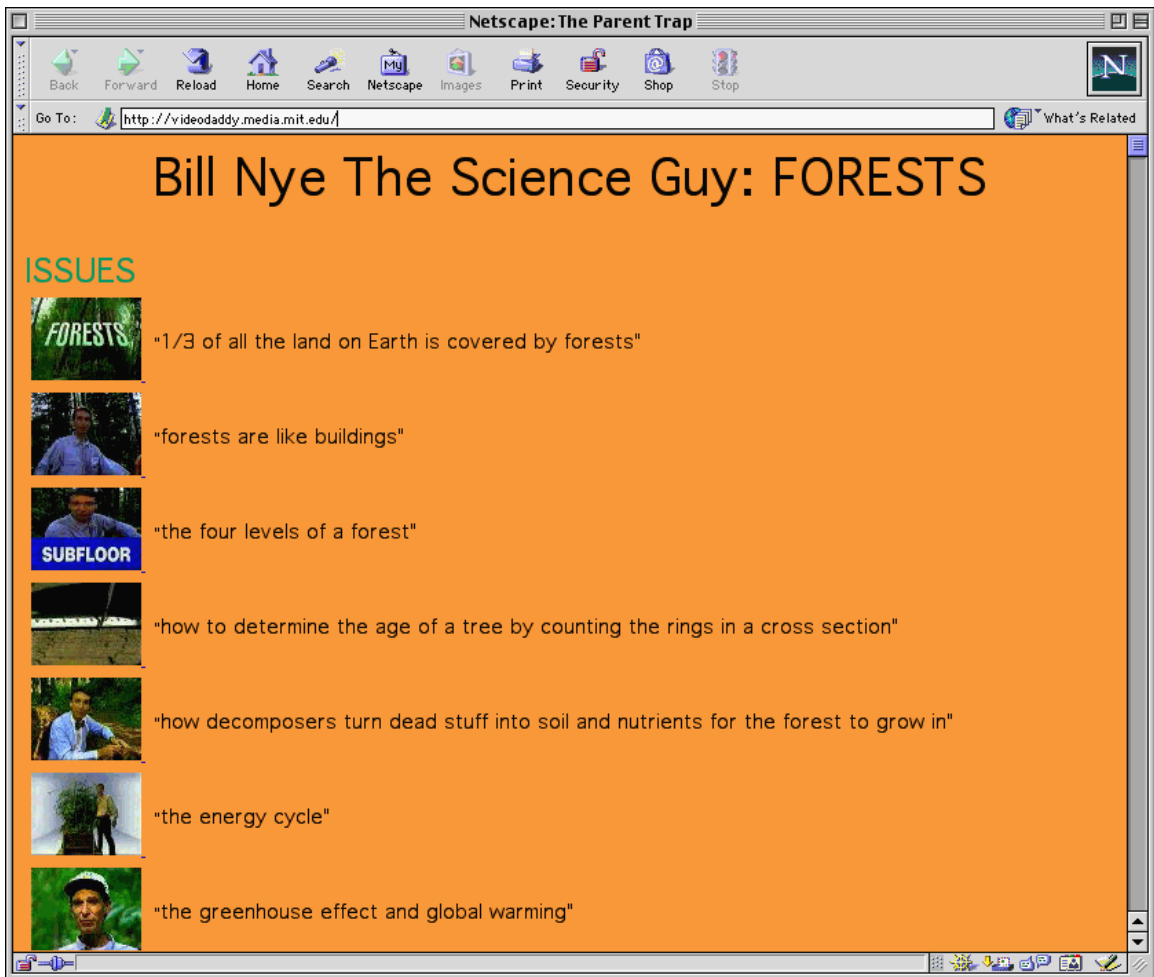 Netscape: The Parent Trap
Back Forward Reload Home Search Netscape Images Print Security Shop Stop
My
N
Go To: http://videodaddy.media.mit.edu/ What's Related
Bill Nye The Science Guy: FORESTS
ISSUES
FORESTS
"1/3 of all the land on Earth is covered by forests"
"forests are like buildings"
"the four levels of a forest"
SUBFLOOR
"how to determine the age of a tree by counting the rings in a cross section"
"how decomposers turn dead stuff into soil and nutrients for the forest to grow in"
"the energy cycle"
"the greenhouse effect and global warming"